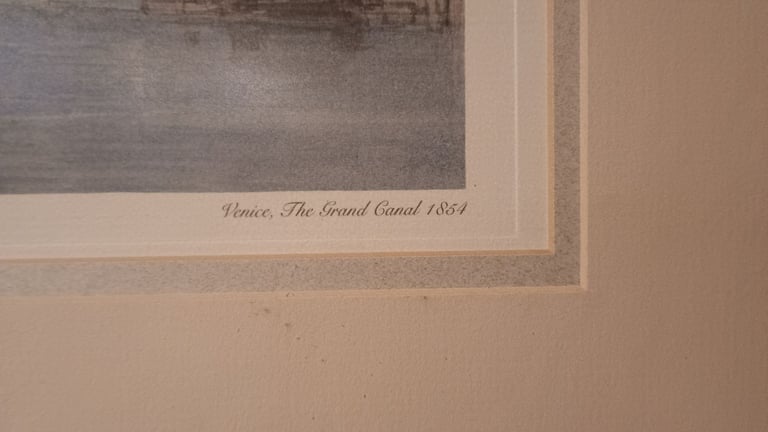 Venice, The Grand Canal 1854